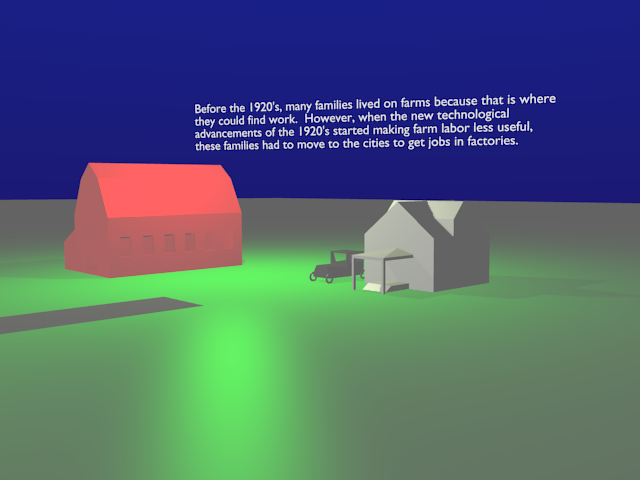 Before the 1920's, many families lived on farms because that is where
they could find work.  However, when the new technological
advancements of the 1920's started making farm labor less useful,
these families had to move to the cities to get jobs in factories.